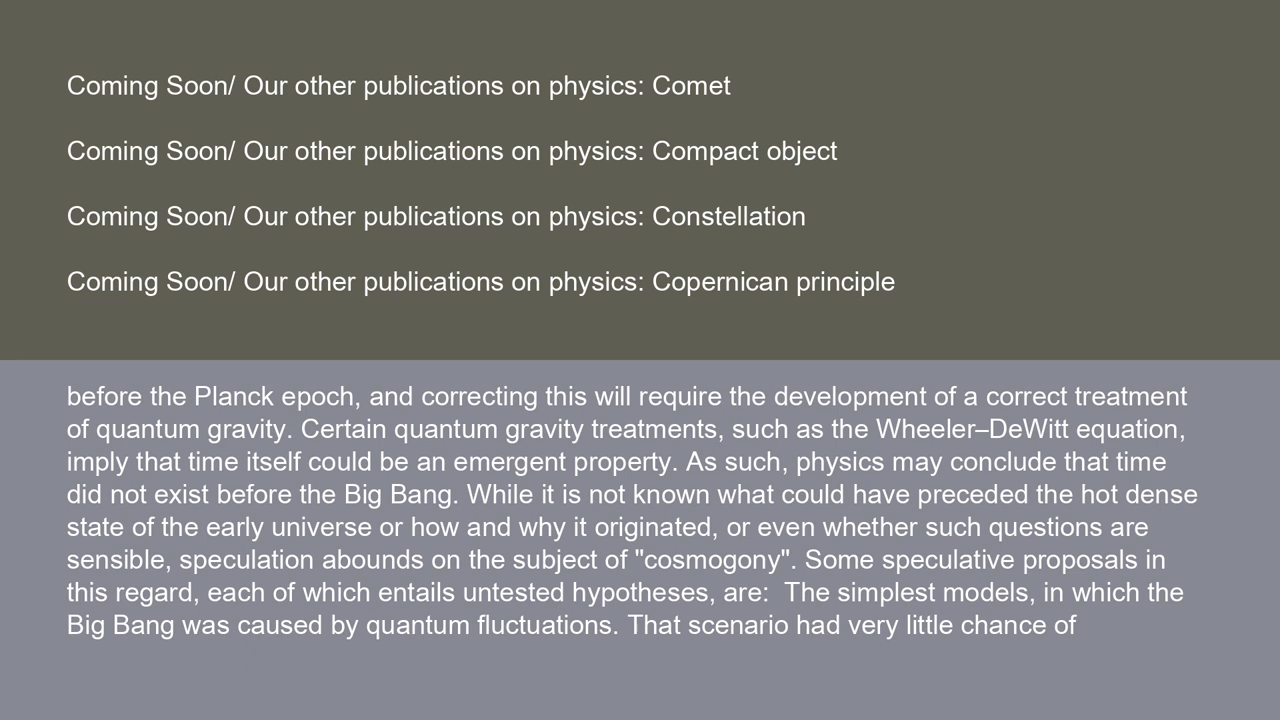 Coming Soon/ Our other publications on physics: Comet
Coming Soon/ Our other publications on physics: Compact object
Coming Soon/ Our other publications on physics: Constellation
Coming Soon/ Our other publications on physics: Copernican principle
before the Planck epoch, and correcting this will require the development of a correct treatment
of quantum gravity. Certain quantum gravity treatments, such as the Wheeler–DeWitt equation,
imply that time itself could be an emergent property. As such, physics may conclude that time
did not exist before the Big Bang. While it is not known what could have preceded the hot dense
state of the early universe or how and why it originated, or even whether such questions are
sensible, speculation abounds on the subject of "cosmogony". Some speculative proposals in
this regard, each of which entails untested hypotheses, are:  The simplest models, in which the
Big Bang was caused by quantum fluctuations. That scenario had very little chance of